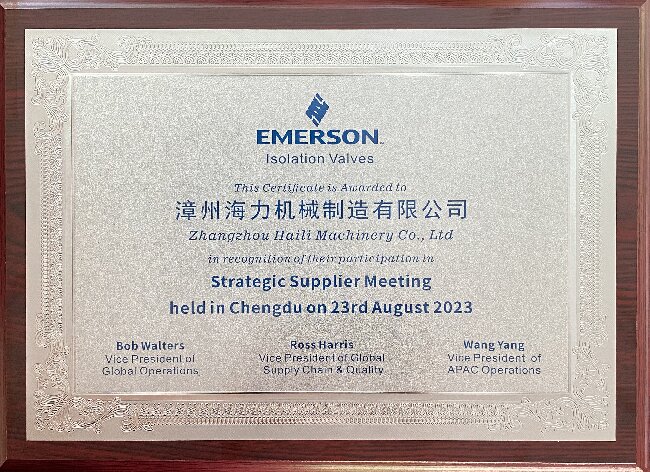 EMERSON™
Isolation Valves
This Certificate is Awarded to
漳州海力机械制造有限公司
Zhangzhou Haili Machinery Co., Ltd
in recognition of their participation in
Strategic Supplier Meeting
held in Chengdu on 23rd August 2023
Bob Walters
Vice President of
Global Operations
Ross Harris
Vice President of Global
Supply Chain & Quality
Wang Yang
Vice President of
APAC Operations